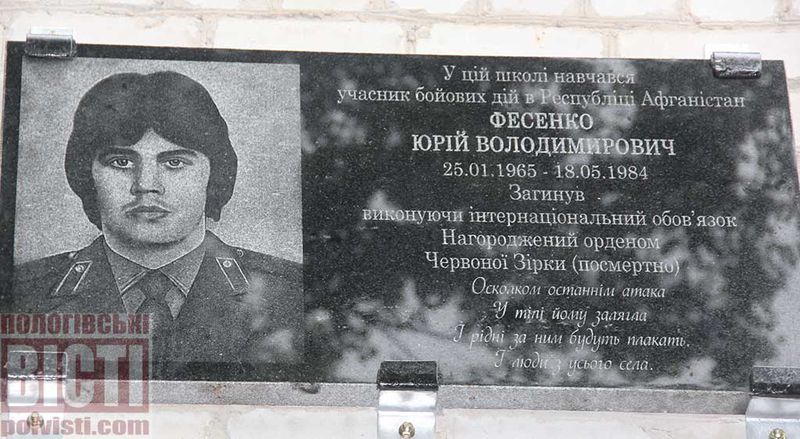 У цій школі навчався
учасник бойових дій в Республіці Афганістан
ФЕСЕНКО
ЮРІЙ ВОЛОДИМИРОВИЧ
25.01.1965 - 18.05.1984
Загинув
виконуючи інтернаціональний обов'язок
Нагороджений орденом
Червоної Зірки (посмертно)
Осколком останнім атака
У тілі йому залягла
І рідні за ним будуть плакать.
І люди з усього села.
ПОЛОГІВСЬКІ
ВІСТІ
polvisti.com